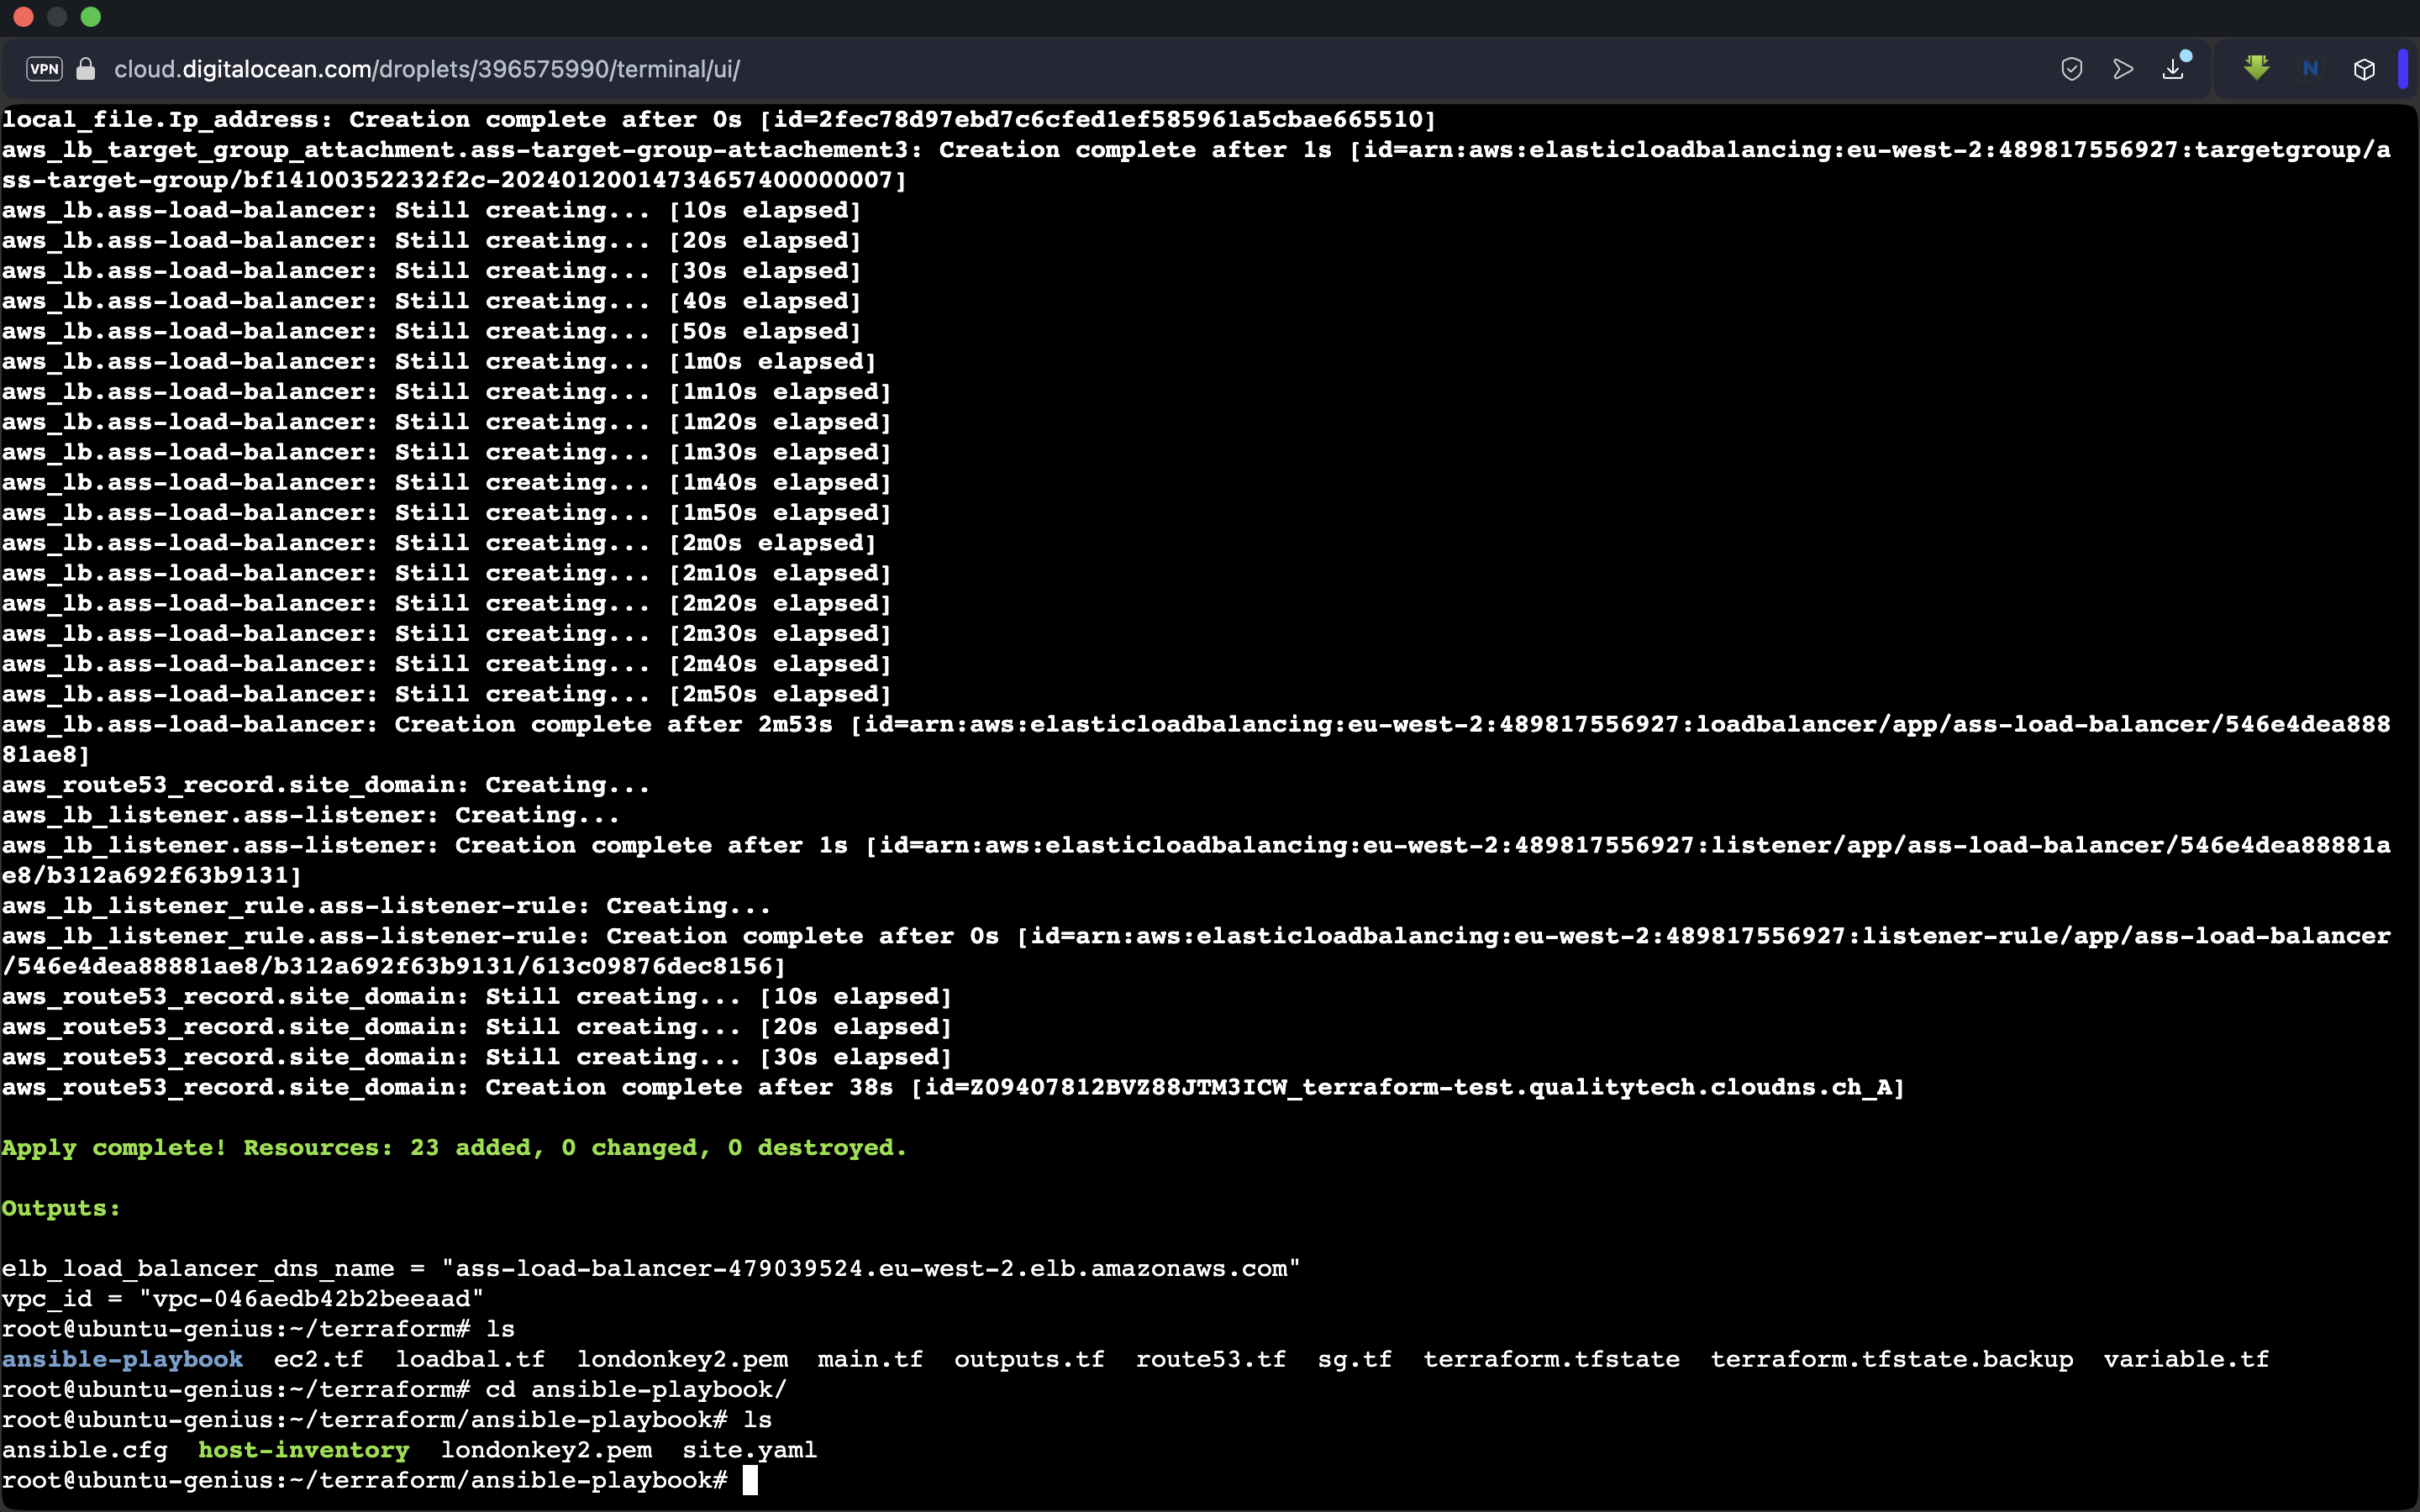 VPN cloud.digitalocean.com/droplets/396575990/terminal/ui/ N
local_file.Ip_address: Creation complete after 0s [id=2fec78d97ebd7c6cfed1ef585961a5cbae665510]
aws_lb_target_group_attachment.ass-target-group-attachement3: Creation complete after 1s [id=arn:aws:elasticloadbalancing:eu-west-2:489817556927:targetgroup/a
ss-target-group/bf14100352232f2c-20240120014734657400000007]
aws_lb.ass-load-balancer: Still creating... [10s elapsed]
aws_lb.ass-load-balancer: Still creating... [20s elapsed]
aws_lb.ass-load-balancer: Still creating... [30s elapsed]
aws_lb.ass-load-balancer: Still creating... [40s elapsed]
aws_lb.ass-load-balancer: Still creating... [50s elapsed]
aws_lb.ass-load-balancer: Still creating... [1m0s elapsed]
aws_lb.ass-load-balancer: Still creating... [1m10s elapsed]
aws_lb.ass-load-balancer: Still creating... [1m20s elapsed]
aws_lb.ass-load-balancer: Still creating... [1m30s elapsed]
aws_lb.ass-load-balancer: Still creating... [1m40s elapsed]
aws_lb.ass-load-balancer: Still creating... [1m50s elapsed]
aws_lb.ass-load-balancer: Still creating... [2m0s elapsed]
aws_lb.ass-load-balancer: Still creating... [2m10s elapsed]
aws_lb.ass-load-balancer: Still creating... [2m20s elapsed]
aws_lb.ass-load-balancer: Still creating... [2m30s elapsed]
aws_lb.ass-load-balancer: Still creating... [2m40s elapsed]
aws_lb.ass-load-balancer: Still creating... [2m50s elapsed]
aws_lb.ass-load-balancer: Creation complete after 2m53s [id=arn:aws:elasticloadbalancing:eu-west-2:489817556927:loadbalancer/app/ass-load-balancer/546e4dea888
81ae8]
aws_route53_record.site_domain: Creating...
aws_lb_listener.ass-listener: Creating...
aws_lb_listener.ass-listener: Creation complete after 1s [id=arn:aws:elasticloadbalancing:eu-west-2:489817556927:listener/app/ass-load-balancer/546e4dea88881a
e8/b312a692f63b9131]
aws_lb_listener_rule.ass-listener-rule: Creating...
aws_lb_listener_rule.ass-listener-rule: Creation complete after 0s [id=arn:aws:elasticloadbalancing:eu-west-2:489817556927:listener-rule/app/ass-load-balancer
/546e4dea88881ae8/b312a692f63b9131/613c09876dec8156]
aws_route53_record.site_domain: Still creating... [10s elapsed]
aws_route53_record.site_domain: Still creating... [20s elapsed]
aws_route53_record.site_domain: Still creating... [30s elapsed]
aws_route53_record.site_domain: Creation complete after 38s [id=Z09407812BVZ88JTM3ICW_terraform-test.qualitytech.cloudns.ch_A]
Apply complete! Resources: 23 added, 0 changed, 0 destroyed.
Outputs:
elb_load_balancer_dns_name = "ass-load-balancer-479039524.eu-west-2.elb.amazonaws.com"
vpc_id = "vpc-046aedb42b2beeaad"
root@ubuntu-genius:~/terraform# ls
ansible-playbook  ec2.tf  loadbal.tf  londonkey2.pem  main.tf  outputs.tf  route53.tf  sg.tf  terraform.tfstate  terraform.tfstate.backup  variable.tf
root@ubuntu-genius:~/terraform# cd ansible-playbook/
root@ubuntu-genius:~/terraform/ansible-playbook# ls
ansible.cfg  host-inventory  londonkey2.pem  site.yaml
root@ubuntu-genius:~/terraform/ansible-playbook#